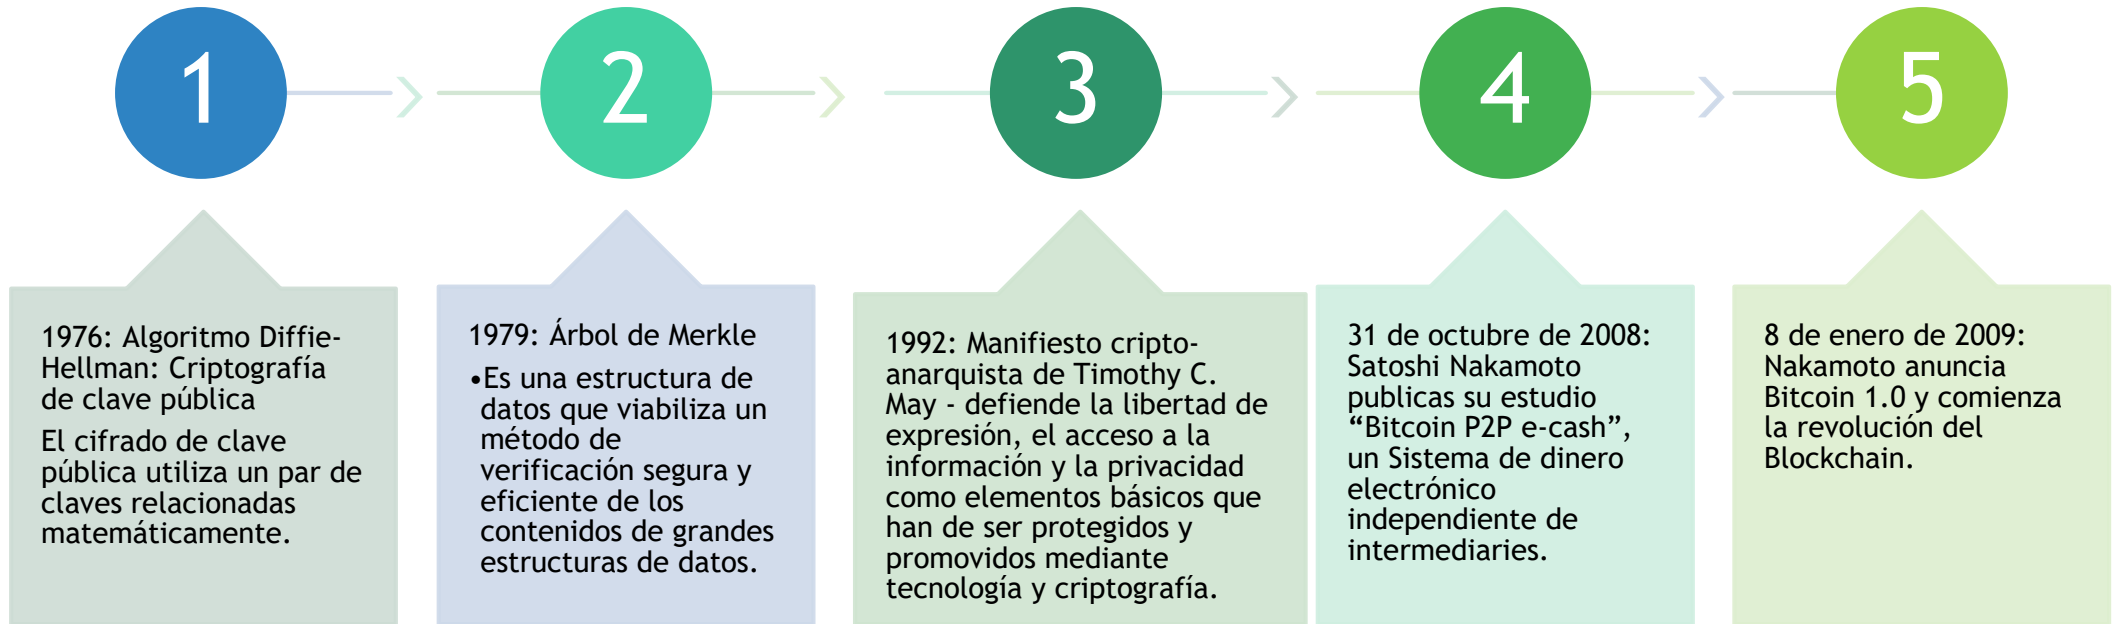 1
2
3
4
5
1976: Algoritmo Diffie-
Hellman: Criptografía
de clave pública
El cifrado de clave
pública utiliza un par de
claves relacionadas
matemáticamente.
1979: Árbol de Merkle
•Es una estructura de
datos que viabiliza un
método de
verificación segura y
eficiente de los
contenidos de grandes
estructuras de datos.
1992: Manifiesto cripto-
anarquista de Timothy C.
May - defiende la libertad de
expresión, el acceso a la
información y la privacidad
como elementos básicos que
han de ser protegidos y
promovidos mediante
tecnología y criptografía.
31 de octubre de 2008:
Satoshi Nakamoto
publicas su estudio
“Bitcoin P2P e-cash”,
un Sistema de dinero
electrónico
independiente de
intermediaries.
8 de enero de 2009:
Nakamoto anuncia
Bitcoin 1.0 y comienza
la revolución del
Blockchain.